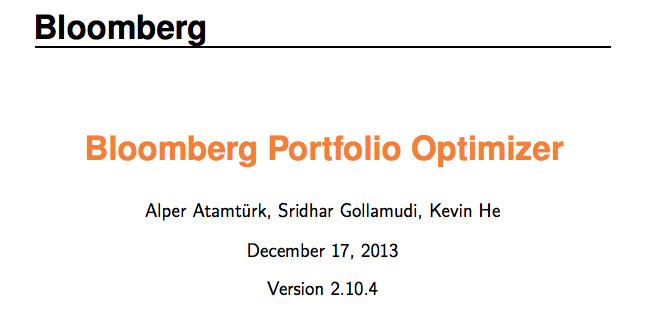 Bloomberg
Bloomberg Portfolio Optimizer
Alper Atamtürk, Sridhar Gollamudi, Kevin He
December 17, 2013
Version 2.10.4